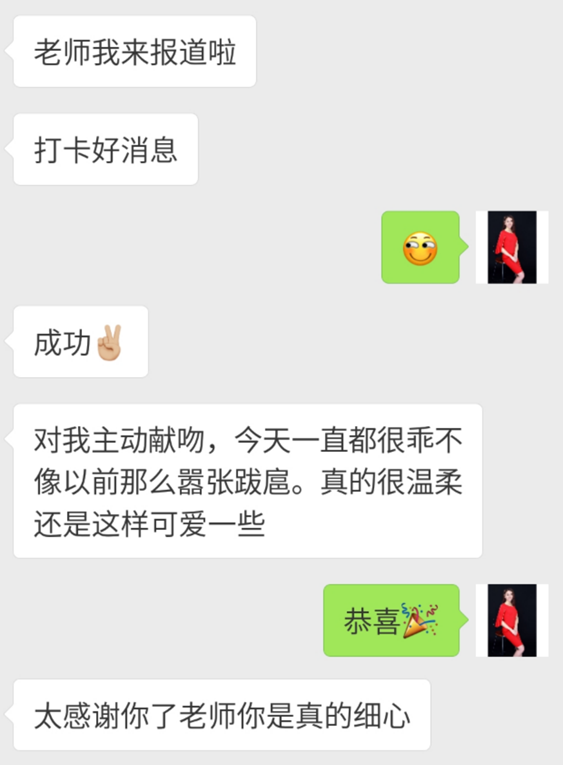 老师我来报道啦
打卡好消息
成功✌🏼
对我主动献吻，今天一直都很乖不
像以前那么嚣张跋扈。真的很温柔
还是这样可爱一些
恭喜🎉
太感谢你了老师你是真的细心